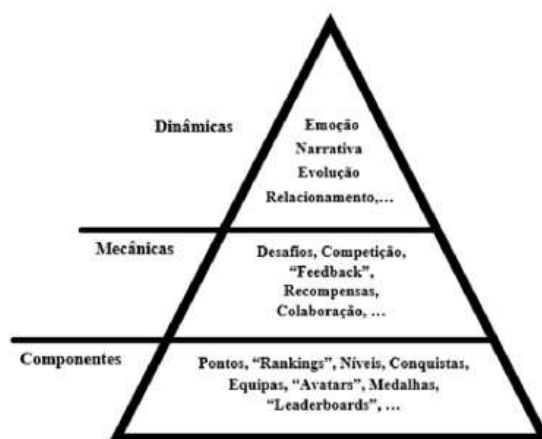 Dinâmicas
Emoção
Narrativa
Evolução
Relacionamento,...
Mecânicas
Desafios, Competição,
“Feedback”,
Recompensas,
Colaboração, ...
Componentes
Pontos, “Rankings”, Níveis, Conquistas,
Equipas, “Avatars”, Medalhas,
“Leaderboards”, ...